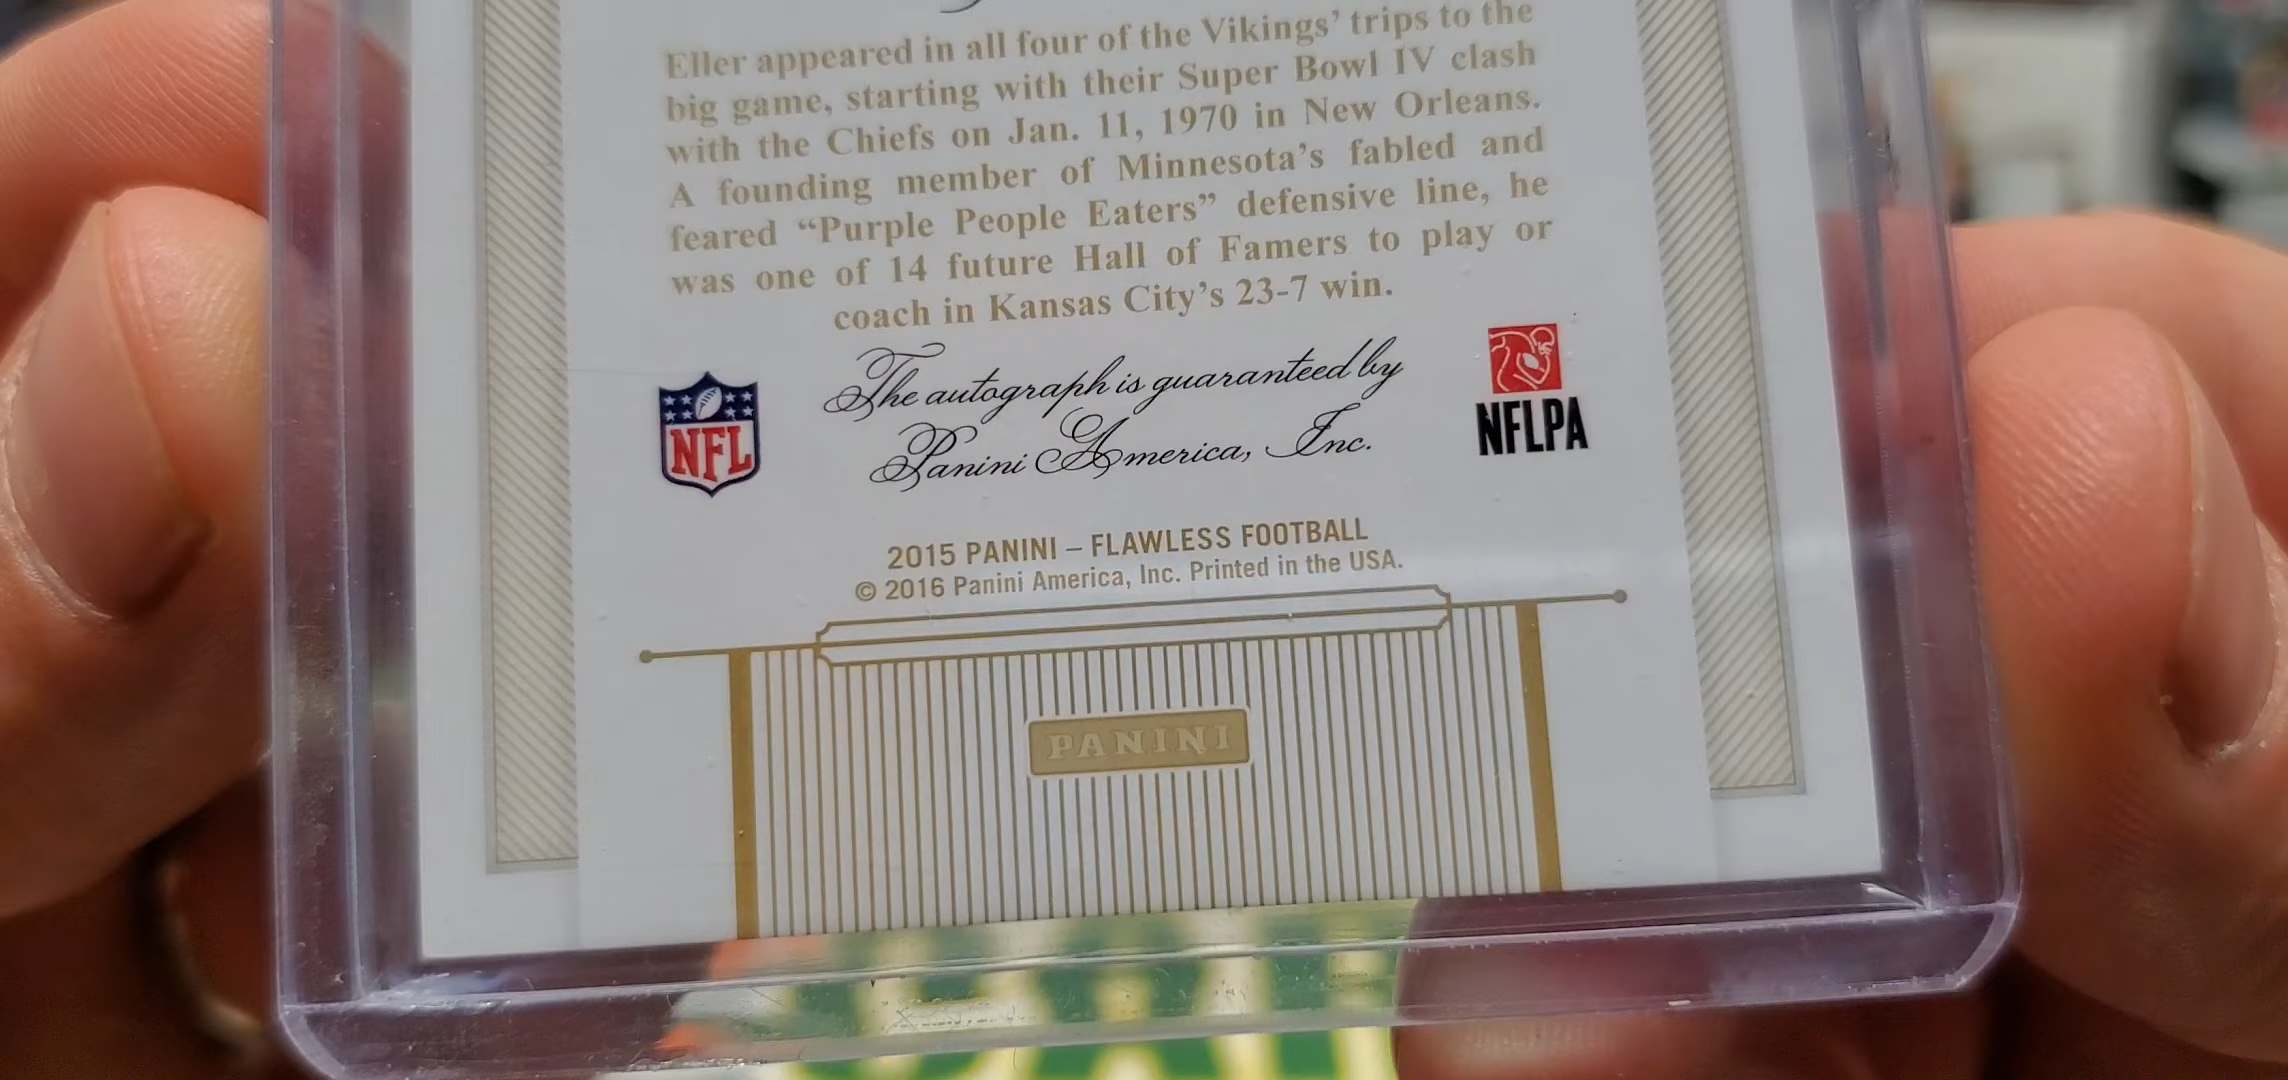 Eller appeared in all four of the Vikings' trips to the
big game, starting with their Super Bowl IV clash
with the Chiefs on Jan. 11, 1970 in New Orleans.
A founding member of Minnesota's fabled and
feared “Purple People Eaters” defensive line, he
was one of 14 future Hall of Famers to play or
coach in Kansas City's 23-7 win.
The autograph is guaranteed by
Panini America, Inc.
NFL
NFLPA
2015 PANINI – FLAWLESS FOOTBALL
© 2016 Panini America, Inc. Printed in the USA.
PANINI